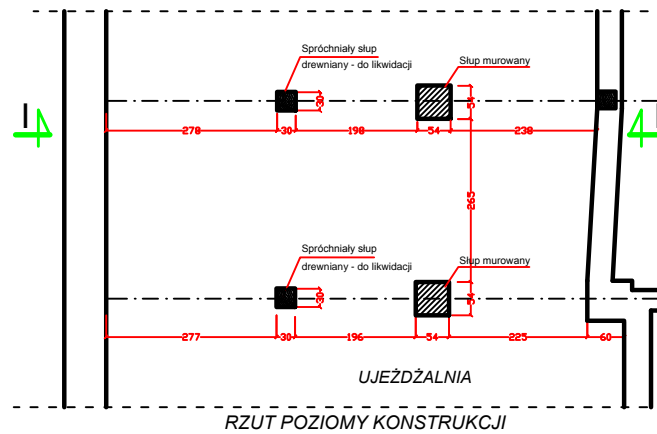 Spróchniały słup
drewniany - do likwidacji
Słup murowany
30
54
I
278
30
198
54
238
265
Spróchniały słup
drewniany - do likwidacji
Słup murowany
30
54
277
30
196
54
225
60
UJEŻDŻALNIA
RZUT POZIOMY KONSTRUKCJI